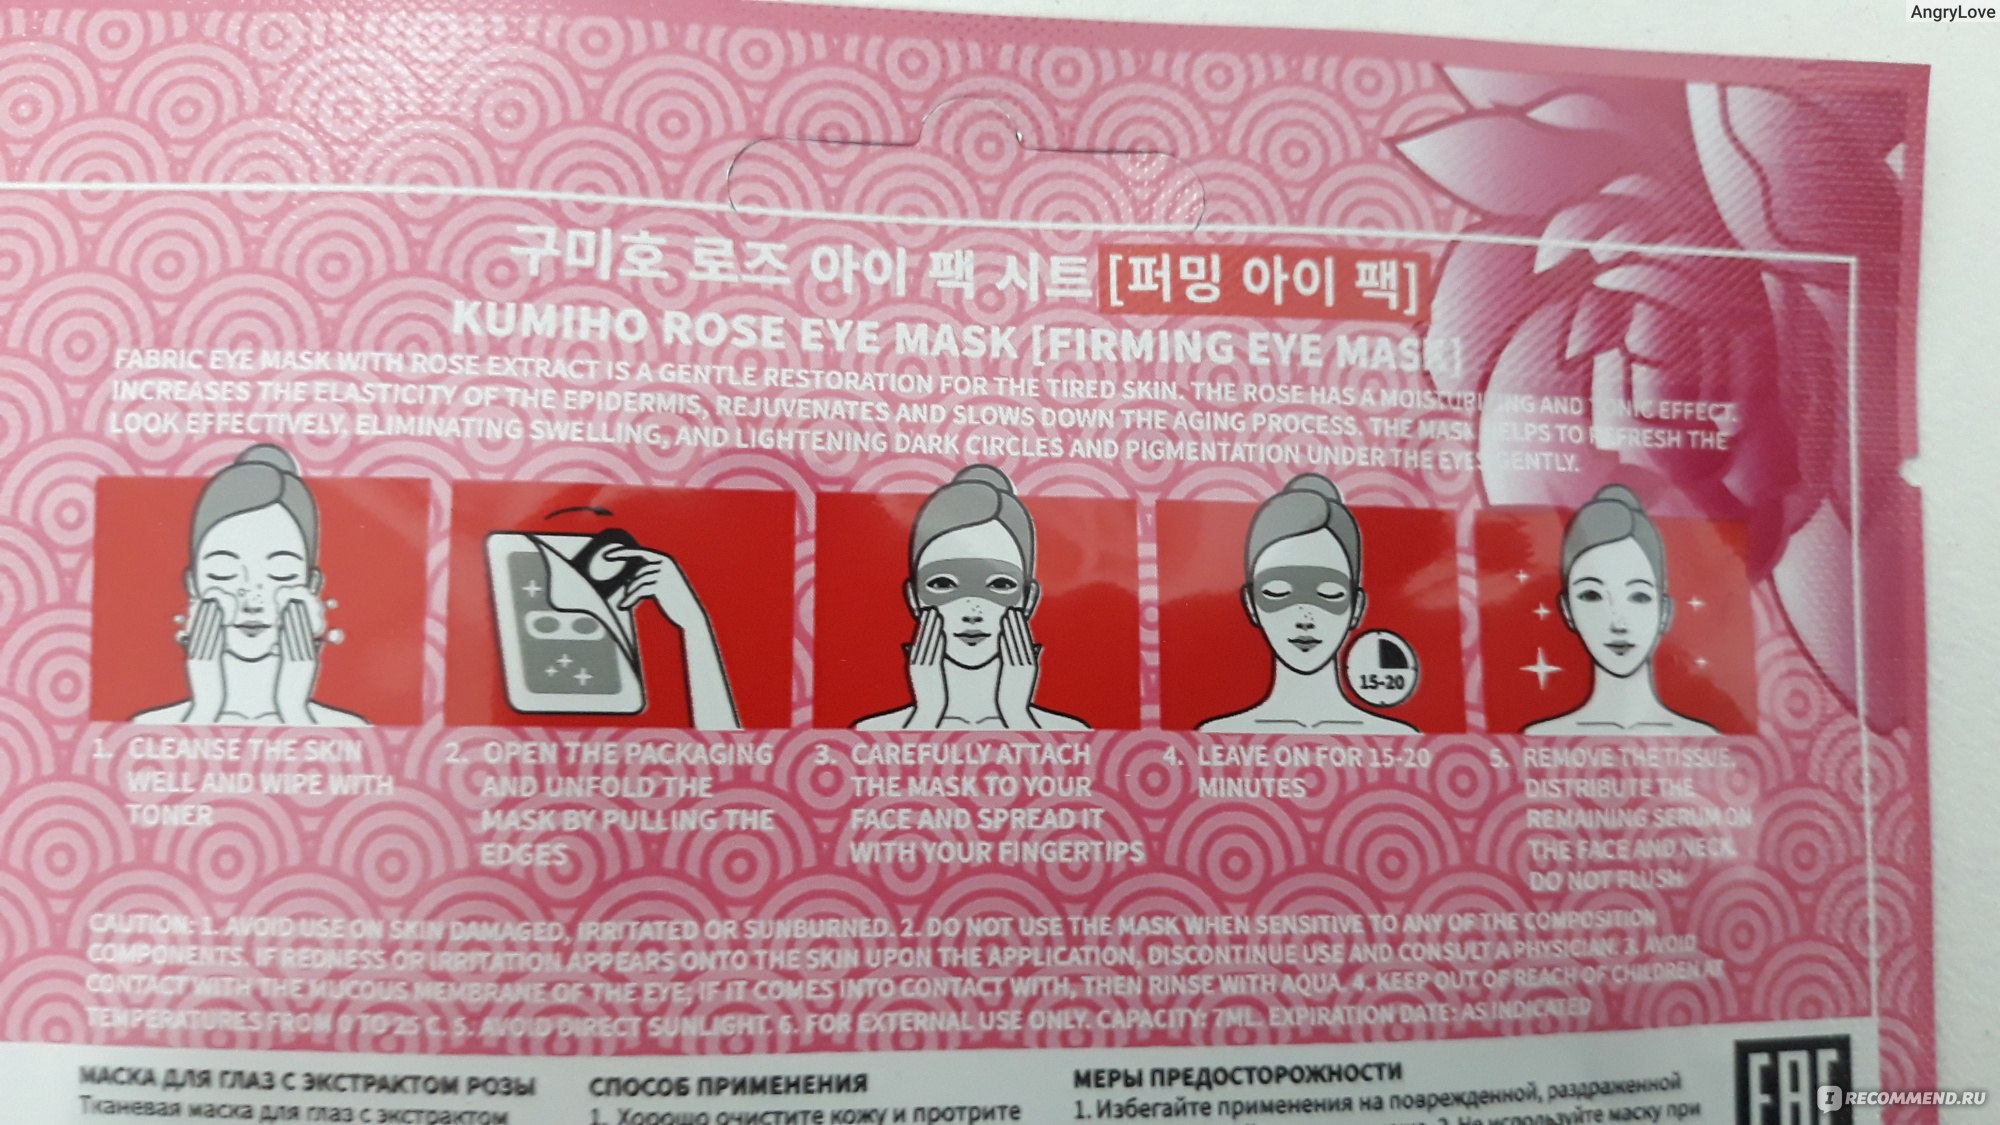 AngryLove
구미호 로즈 아이 팩 시트 [퍼밍 아이 팩]
KUMIHO ROSE EYE MASK [FIRMING EYE MASK]
FABRIC EYE MASK WITH ROSE EXTRACT IS A GENTLE RESTORATION FOR THE TIRED SKIN. THE ROSE HAS A MOISTURIZING AND TONIC EFFECT.
INCREASES THE ELASTICITY OF THE EPIDERMIS, REJUVENATES AND SLOWS DOWN THE AGING PROCESS. THE MASK HELPS TO REFRESH THE
LOOK EFFECTIVELY. ELIMINATING SWELLING, AND LIGHTENING DARK CIRCLES AND PIGMENTATION UNDER THE EYES GENTLY.
15-20
1. CLEANSE THE SKIN
WELL AND WIPE WITH
TONER
2. OPEN THE PACKAGING
AND UNFOLD THE
MASK BY PULLING THE
EDGES
3. CAREFULLY ATTACH
THE MASK TO YOUR
FACE AND SPREAD IT
WITH YOUR FINGERTIPS
4. LEAVE ON FOR 15-20
MINUTES
5. REMOVE THE TISSUE,
DISTRIBUTE THE
REMAINING SERUM ON
THE FACE AND NECK.
DO NOT FLUSH
CAUTION: 1. AVOID USE ON SKIN DAMAGED, IRRITATED OR SUNBURNED. 2. DO NOT USE THE MASK WHEN SENSITIVE TO ANY OF THE COMPOSITION
COMPONENTS. IF REDNESS OR IRRITATION APPEARS ONTO THE SKIN UPON THE APPLICATION, DISCONTINUE USE AND CONSULT A PHYSICIAN. 3. AVOID
CONTACT WITH THE MUCOUS MEMBRANE OF THE EYE, IF IT COMES INTO CONTACT WITH, THEN RINSE WITH AQUA. 4. KEEP OUT OF REACH OF CHILDREN AT
TEMPERATURES FROM 0 TO 25 C. 5. AVOID DIRECT SUNLIGHT. 6. FOR EXTERNAL USE ONLY. CAPACITY: 7ML. EXPIRATION DATE: AS INDICATED
МАСКА ДЛЯ ГЛАЗ С ЭКСТРАКТОМ РОЗЫ
Тканевая маска для глаз с экстрактом
СПОСОБ ПРИМЕНЕНИЯ
1. Хорошо очистите кожу и протрите
МЕРЫ ПРЕДОСТОРОЖНОСТИ
1. Избегайте применения на поврежденной, раздраженной
2. Не используйте маску при
EAC
IRECOMMEND.RU